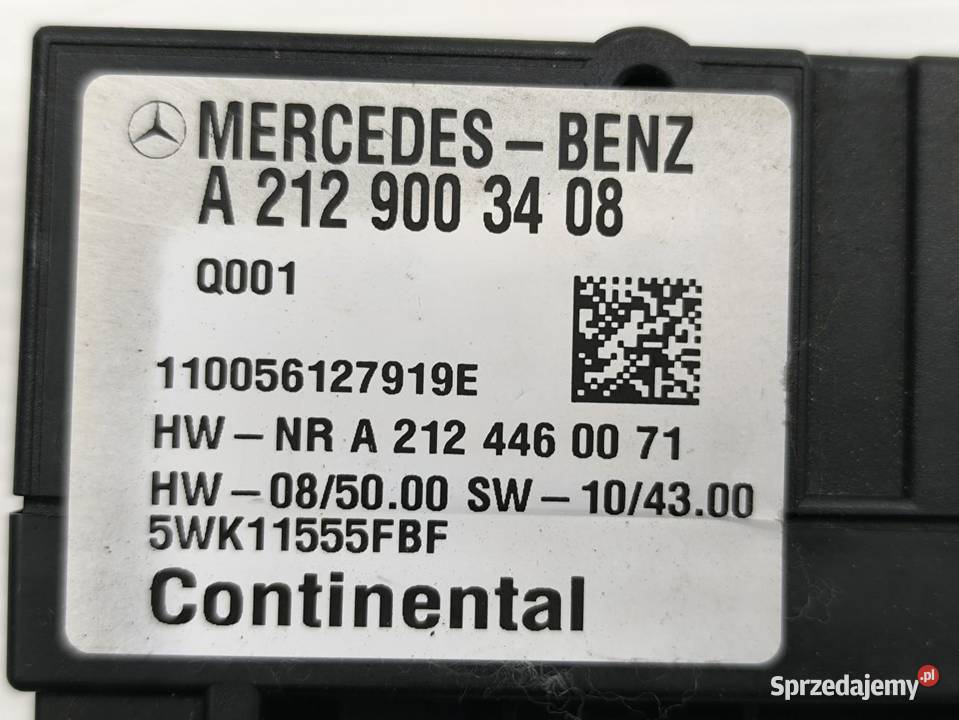 MERCEDES-BENZ
A 212 900 34 08
Q001
110056127919E
HW-NR A 212 446 00 71
HW-08/50.00 SW-10/43.00
5WK11555FBF
Continental
Sprzedajemy.pl